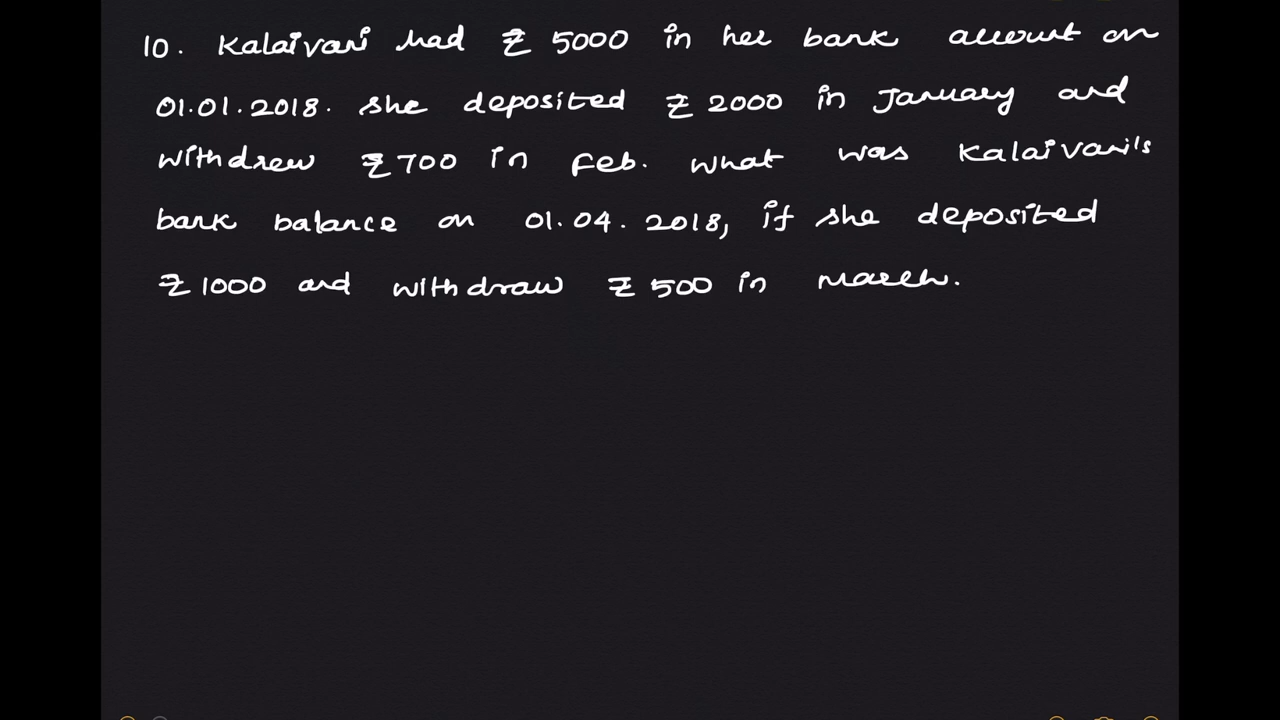 10. Kalaivani had ₹ 5000 in her bank account on
01.01.2018. she deposited ₹ 2000 in January and
withdrew ₹ 700 in Feb. what was Kalaivani's
bank balance on 01.04.2018, if she deposited
₹ 1000 and withdraw ₹ 500 in March.